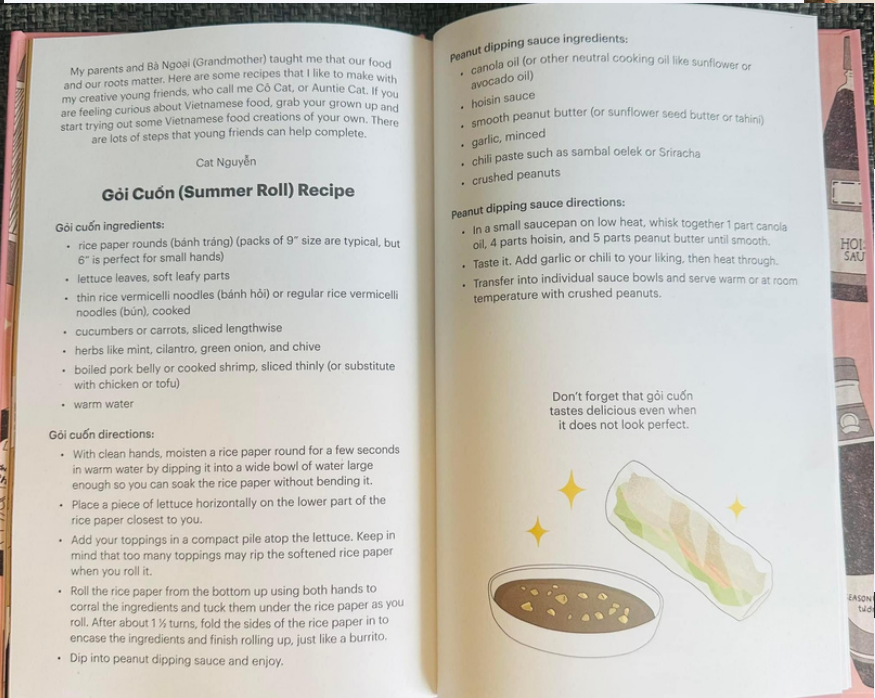 My parents and Bà Ngoại (Grandmother) taught me that our food
and our roots matter. Here are some recipes that I like to make with
my creative young friends, who call me Cô Cat, or Auntie Cat. If you
are feeling curious about Vietnamese food, grab your grown up and
start trying out some Vietnamese food creations of your own. There
are lots of steps that young friends can help complete.
Cat Nguyễn
Gỏi Cuốn (Summer Roll) Recipe
Gỏi cuốn ingredients:
• rice paper rounds (bánh tráng) (packs of 9” size are typical, but
6” is perfect for small hands)
• lettuce leaves, soft leafy parts
• thin rice vermicelli noodles (bánh hỏi) or regular rice vermicelli
noodles (bún), cooked
• cucumbers or carrots, sliced lengthwise
• herbs like mint, cilantro, green onion, and chive
• boiled pork belly or cooked shrimp, sliced thinly (or substitute
with chicken or tofu)
• warm water
Gỏi cuốn directions:
• With clean hands, moisten a rice paper round for a few seconds
in warm water by dipping it into a wide bowl of water large
enough so you can soak the rice paper without bending it.
• Place a piece of lettuce horizontally on the lower part of the
rice paper closest to you.
• Add your toppings in a compact pile atop the lettuce. Keep in
mind that too many toppings may rip the softened rice paper
when you roll it.
• Roll the rice paper from the bottom up using both hands to
corral the ingredients and tuck them under the rice paper as you
roll. After about 1 ½ turns, fold the sides of the rice paper in to
encase the ingredients and finish rolling up, just like a burrito.
• Dip into peanut dipping sauce and enjoy.
Peanut dipping sauce ingredients:
• canola oil (or other neutral cooking oil like sunflower or
avocado oil)
• hoisin sauce
• smooth peanut butter (or sunflower seed butter or tahini)
• garlic, minced
• chili paste such as sambal oelek or Sriracha
• crushed peanuts
Peanut dipping sauce directions:
• In a small saucepan on low heat, whisk together 1 part canola
oil, 4 parts hoisin, and 5 parts peanut butter until smooth.
• Taste it. Add garlic or chili to your liking, then heat through.
• Transfer into individual sauce bowls and serve warm or at room
temperature with crushed peanuts.
Don’t forget that gỏi cuốn
tastes delicious even when
it does not look perfect.
HOI
SAU